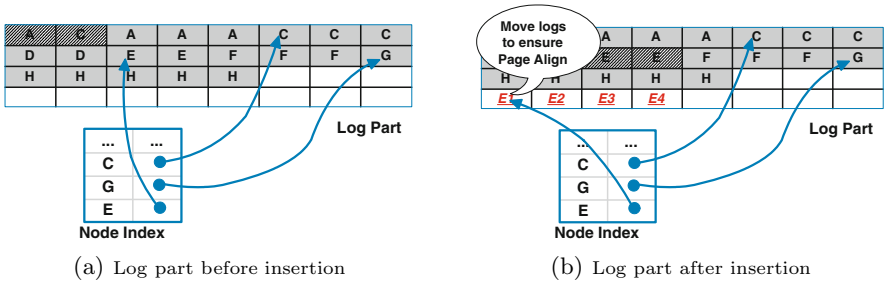 A C A A A C C C
D D E E F F F G
H H H H H
Log Part
... ...
C
G
E
Node Index
(a) Log part before insertion
Move logs
to ensure
Page Align
A A A C C C
E E F F F G
H H H H H
E1 E2 E3 E4
Log Part
... ...
C
G
E
Node Index
(b) Log part after insertion